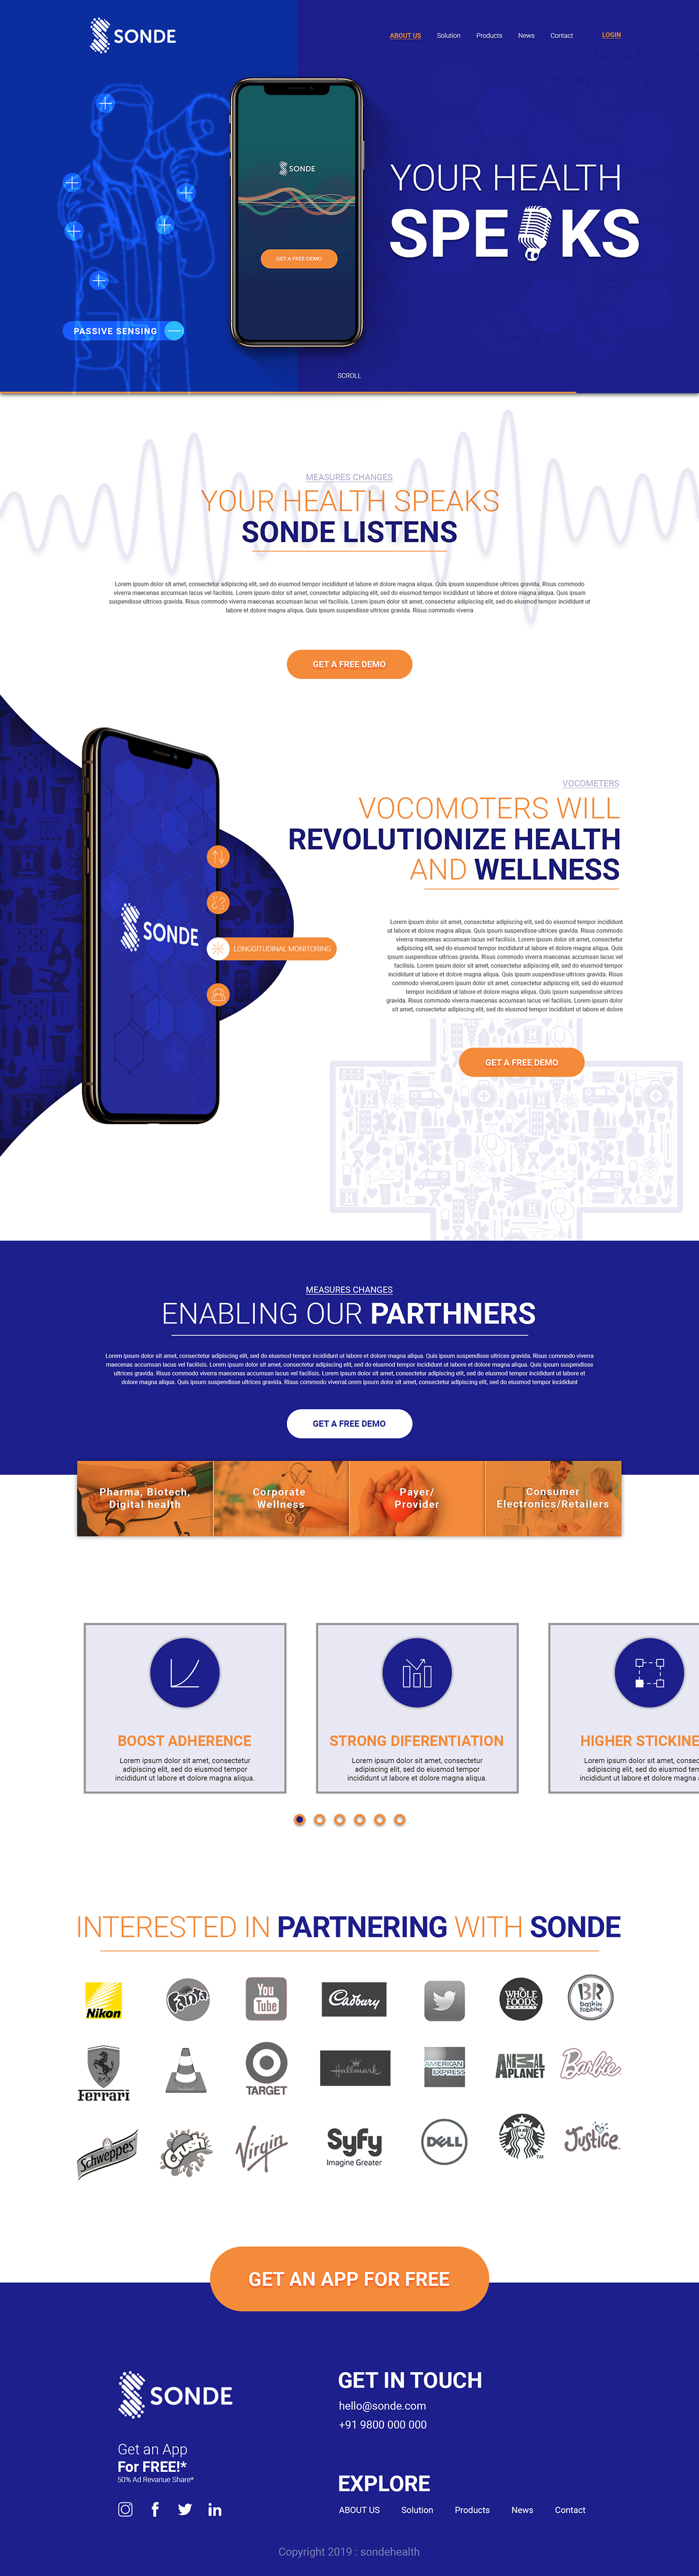 SONDE
ABOUT US Solution Products News Contact LOGIN
SONDE
GET A FREE DEMO
YOUR HEALTH
SPE KS
PASSIVE SENSING
SCROLL
MEASURES CHANGES
YOUR HEALTH SPEAKS
SONDE LISTENS
Lorem ipsum dolor sit amet, consectetur adipiscing elit, sed do eiusmod tempor incididunt ut labore et dolore magna aliqua. Quis ipsum suspendisse ultrices gravida. Risus commodo
viverra maecenas accumsan lacus vel facilisis. Lorem ipsum dolor sit amet, consectetur adipiscing elit, sed do eiusmod tempor incididunt ut labore et dolore magna aliqua. Quis ipsum
suspendisse ultrices gravida. Risus commodo viverra maecenas accumsan lacus vel facilisis. Lorem ipsum dolor sit amet, consectetur adipiscing elit, sed do eiusmod tempor incididunt ut
labore et dolore magna aliqua. Quis ipsum suspendisse ultrices gravida. Risus commodo viverra
GET A FREE DEMO
VOCOMETERS
VOCOMOTERS WILL
REVOLUTIONIZE HEALTH
AND WELLNESS
SONDE
LONGGITUDINAL MONITORING
Lorem ipsum dolor sit amet, consectetur adipiscing elit, sed do eiusmod tempor incididunt
ut labore et dolore magna aliqua. Quis ipsum suspendisse ultrices gravida. Risus commodo
viverra maecenas accumsan lacus vel facilisis. Lorem ipsum dolor sit amet, consectetur
adipiscing elit, sed do eiusmod tempor incididunt ut labore et dolore magna aliqua. Quis
ipsum suspendisse ultrices gravida. Risus commodo viverra maecenas accumsan lacus vel
facilisis. Lorem ipsum dolor sit amet, consectetur adipiscing elit, sed do eiusmod tempor
incididunt ut labore et dolore magna aliqua. Quis ipsum suspendisse ultrices gravida. Risus
commodo viverraLorem ipsum dolor sit amet, consectetur adipiscing elit, sed do eiusmod
tempor incididunt ut labore et dolore magna aliqua. Quis ipsum suspendisse ultrices
gravida. Risus commodo viverra maecenas accumsan lacus vel facilisis. Lorem ipsum dolor
sit amet, consectetur adipiscing elit, sed do eiusmod tempor incididunt ut labore et dolore
GET A FREE DEMO
MEASURES CHANGES
ENABLING OUR PARTHNERS
Lorem ipsum dolor sit amet, consectetur adipiscing elit, sed do eiusmod tempor incididunt ut labore et dolore magna aliqua. Quis ipsum suspendisse ultrices gravida. Risus commodo viverra
maecenas accumsan lacus vel facilisis. Lorem ipsum dolor sit amet, consectetur adipiscing elit, sed do eiusmod tempor incididunt ut labore et dolore magna aliqua. Quis ipsum suspendisse
ultrices gravida. Risus commodo viverra maecenas accumsan lacus vel facilisis. Lorem ipsum dolor sit amet, consectetur adipiscing elit, sed do eiusmod tempor incididunt ut labore et
dolore magna aliqua. Quis ipsum suspendisse ultrices gravida. Risus commodo viverraLorem ipsum dolor sit amet, consectetur adipiscing elit, sed do eiusmod tempor incididunt
GET A FREE DEMO
Pharma, Biotech,
Digital health
Corporate
Wellness
Payer/
Provider
Consumer
Electronics/Retailers
BOOST ADHERENCE
Lorem ipsum dolor sit amet, consectetur
adipiscing elit, sed do eiusmod tempor
incididunt ut labore et dolore magna aliqua.
STRONG DIFERENTIATION
Lorem ipsum dolor sit amet, consectetur
adipiscing elit, sed do eiusmod tempor
incididunt ut labore et dolore magna aliqua.
HIGHER STICKINE
Lorem ipsum dolor sit amet, consec
adipiscing elit, sed do eiusmod tem
incididunt ut labore et dolore magna
INTERESTED IN PARTNERING WITH SONDE
Nikon Fanta You Tube Cadbury WHOLE FOODS MARKET BR baskin robbins
Ferrari TARGET Hallmark AMERICAN EXPRESS ANIMAL PLANET Barbie
Schweppes Crush Virgin Syfy Imagine Greater DELL TM Justice
GET AN APP FOR FREE
SONDE
Get an App
For FREE!*
50% Ad Revanue Share*
in
GET IN TOUCH
hello@sonde.com
+91 9800 000 000
EXPLORE
ABOUT US Solution Products News Contact
Copyright 2019 : sondehealth